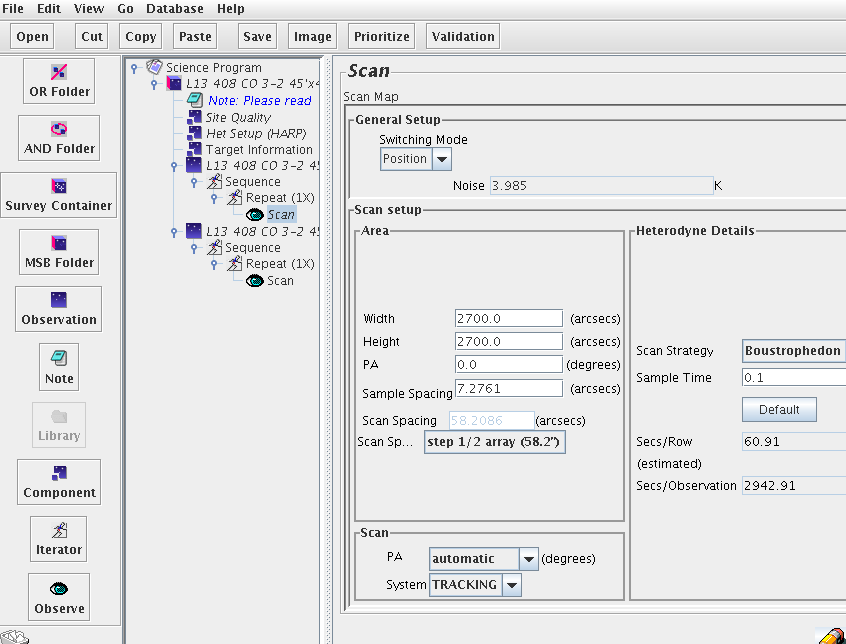 File Edit View Go Database Help
Open Cut Copy Paste Save Image Prioritize Validation
OR Folder
AND Folder
Survey Container
MSB Folder
Observation
Note
Library
Component
Iterator
Observe
Science Program
L13 408 CO 3-2 45'x4
Note: Please read
Site Quality
Het Setup (HARP)
Target Information
L13 408 CO 3-2 45
Sequence
Repeat (1X)
Scan
L13 408 CO 3-2 45
Sequence
Repeat (1X)
Scan
Scan
Scan Map
General Setup
Switching Mode
Position
Noise 3.985 K
Scan setup
Area
Width 2700.0 (arcsecs)
Height 2700.0 (arcsecs)
PA 0.0 (degrees)
Sample Spacing 7.2761 (arcsecs)
Scan Spacing 58.2086 (arcsecs)
Scan Sp... step 1/2 array (58.2")
Scan
PA automatic (degrees)
System TRACKING
Heterodyne Details
Scan Strategy Boustrophedon
Sample Time 0.1
Default
Secs/Row 60.91
(estimated)
Secs/Observation 2942.91